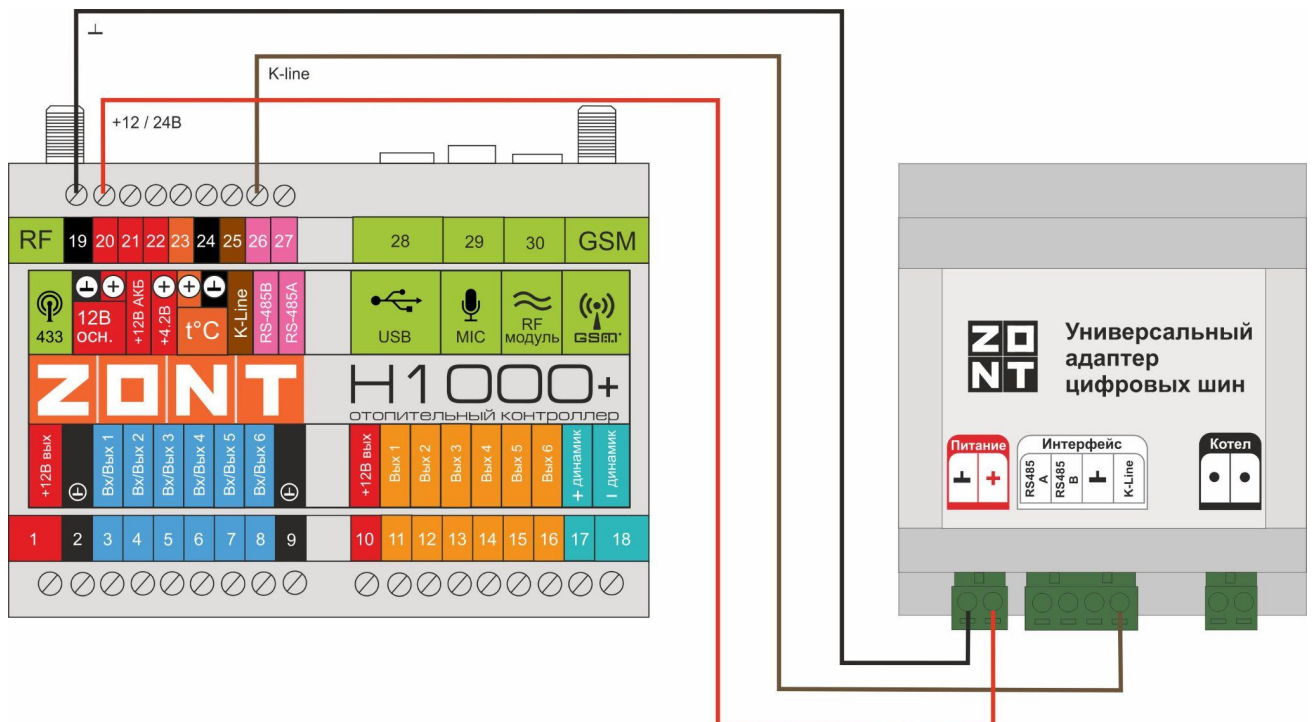 ⊥
K-line
+12 / 24В
RF 19 20 21 22 23 24 25 26 27 28 29 30 GSM
433
12В
осн.
+12В АКБ
+4.2В
t°C
K-Line
RS-485B
RS-485A
USB
MIC
RF
модуль
GSM
ZONT
H1000+
отопительный контроллер
+12В вых
Вх/Вых 1
Вх/Вых 2
Вх/Вых 3
Вх/Вых 4
Вх/Вых 5
Вх/Вых 6
+12В вых
Вых 1
Вых 2
Вых 3
Вых 4
Вых 5
Вых 6
+ динамик
− динамик
1 2 3 4 5 6 7 8 9 10 11 12 13 14 15 16 17 18
ZO
NT
Универсальный
адаптер
цифровых шин
Питание
⊥ +
Интерфейс
RS485
A
RS485
B
⊥
K-Line
Котел